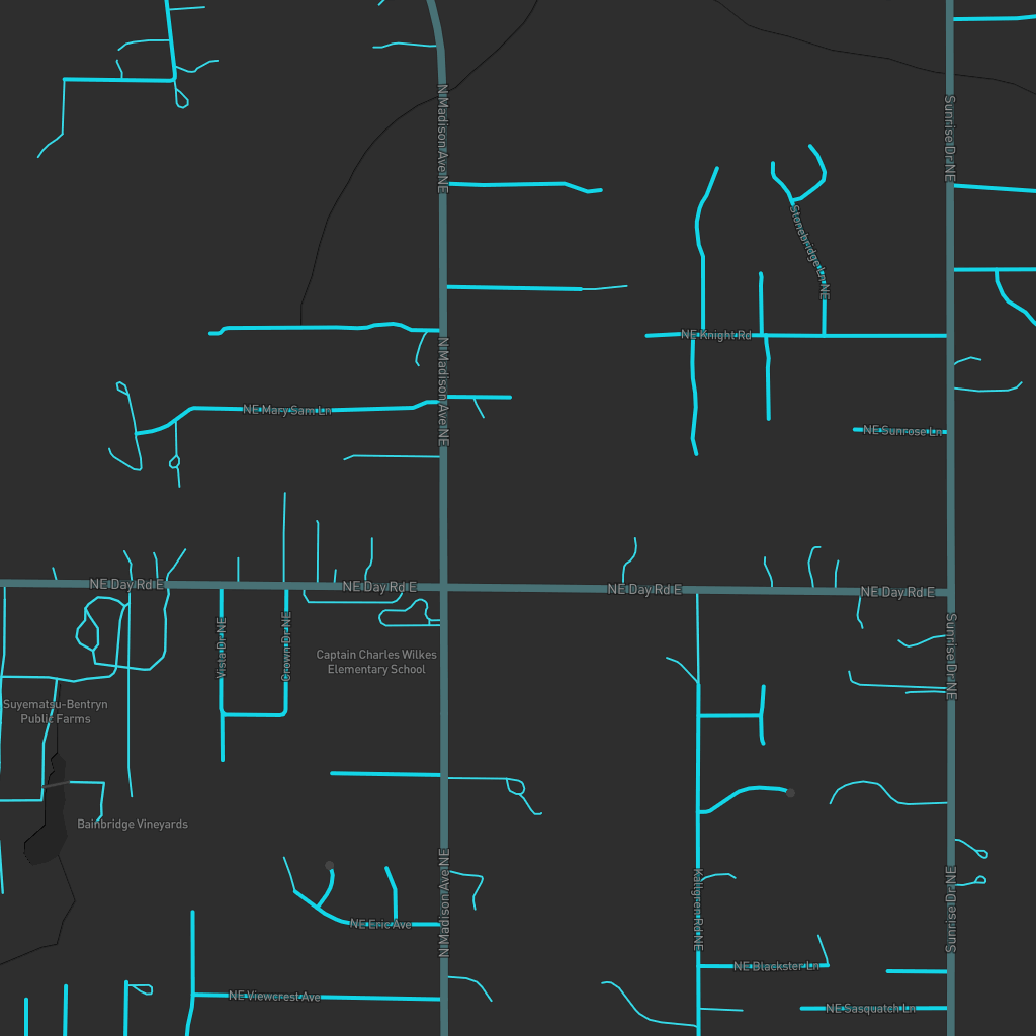 N Madison Ave NE
Sunrise Dr NE
Stonebridge Ln NE
NE Knight Rd
N Madison Ave NE
NE Mary Sam Ln
NE Sunrose Ln
NE Day Rd E
NE Day Rd E
NE Day Rd E
NE Day Rd E
Vista Dr NE
Crown Dr NE
Sunrise Dr NE
Captain Charles Wilkes
Elementary School
Suyematsu-Bentryn
Public Farms
Bainbridge Vineyards
N Madison Ave NE
Kallgren Rd NE
Sunrise Dr NE
NE Eric Ave
NE Blackster Ln
NE Viewcrest Ave
NE Sasquatch Ln